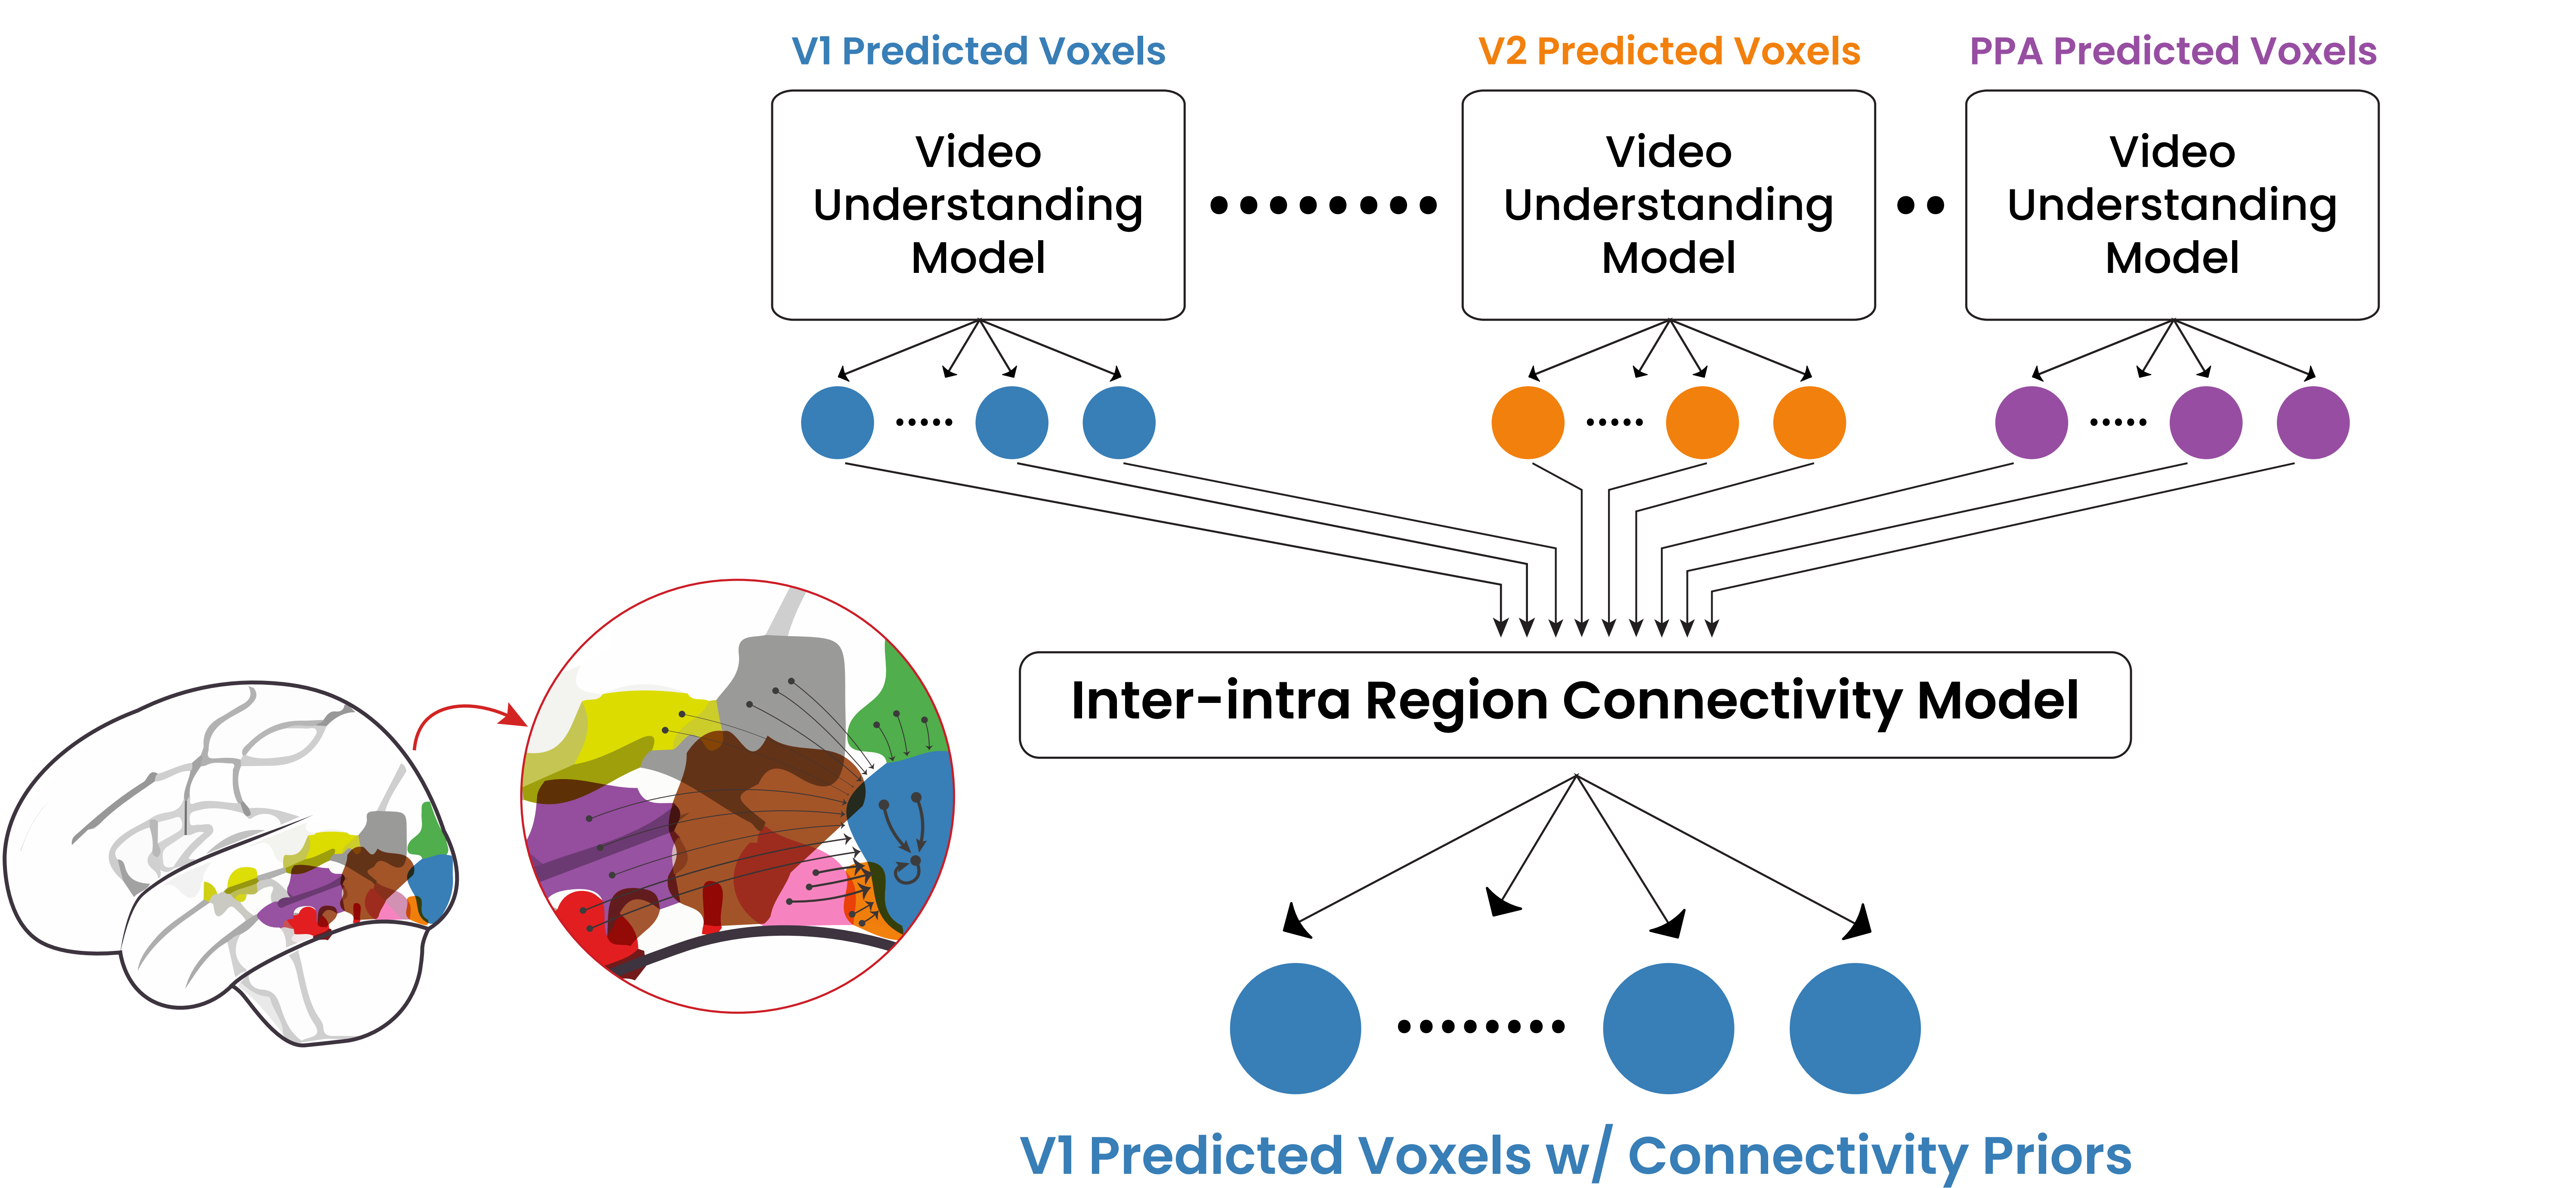 V1 Predicted Voxels
V2 Predicted Voxels
PPA Predicted Voxels
Video
Understanding
Model
Video
Understanding
Model
Video
Understanding
Model
Inter-intra Region Connectivity Model
V1 Predicted Voxels w/ Connectivity Priors